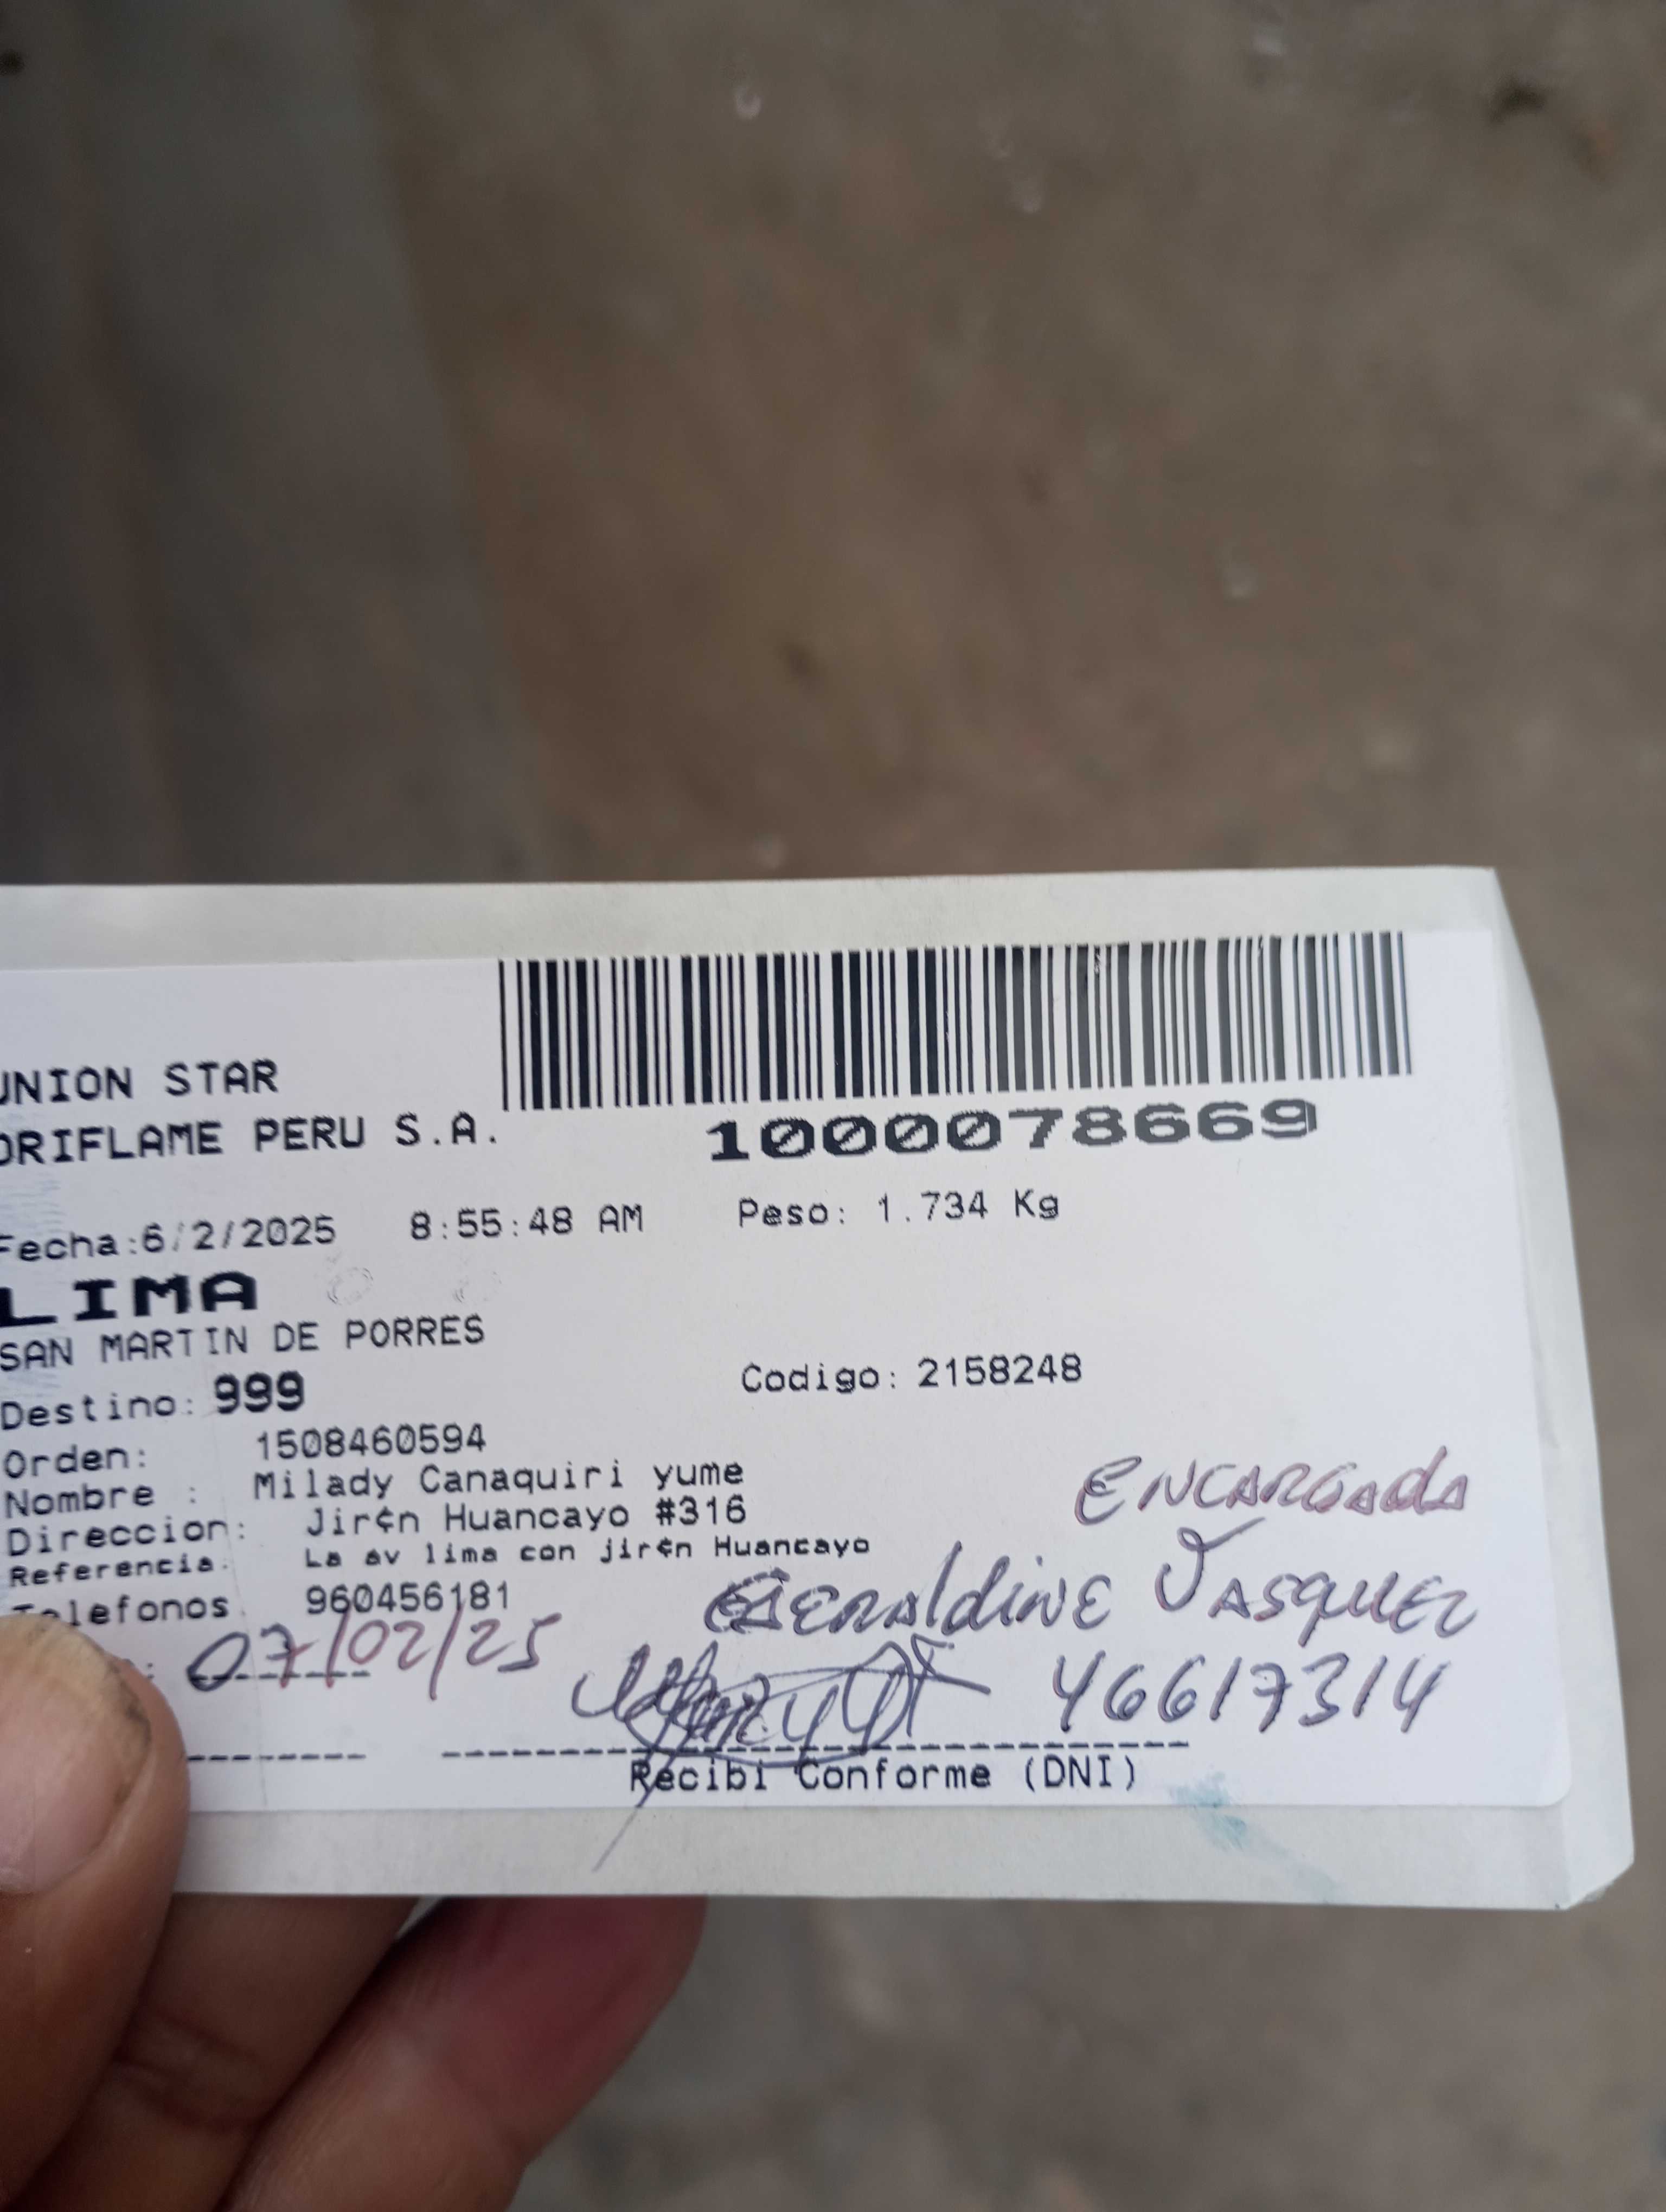 UNION STAR
ORIFLAME PERU S.A.
1000078669
Fecha:6/2/2025 8:55:48 AM Peso: 1.734 Kg
LIMA
SAN MARTIN DE PORRES
Destino: 999 Codigo: 2158248
Orden: 1508460594
Nombre : Milady Canaquiri yume
Direccion: Jir¢n Huancayo #316
Referencia: La av lima con jir¢n Huancayo
Telefonos 960456181
ENCARGADA
GERALDINE VASQUEZ
07/02/25
46617314
Recibi Conforme (DNI)